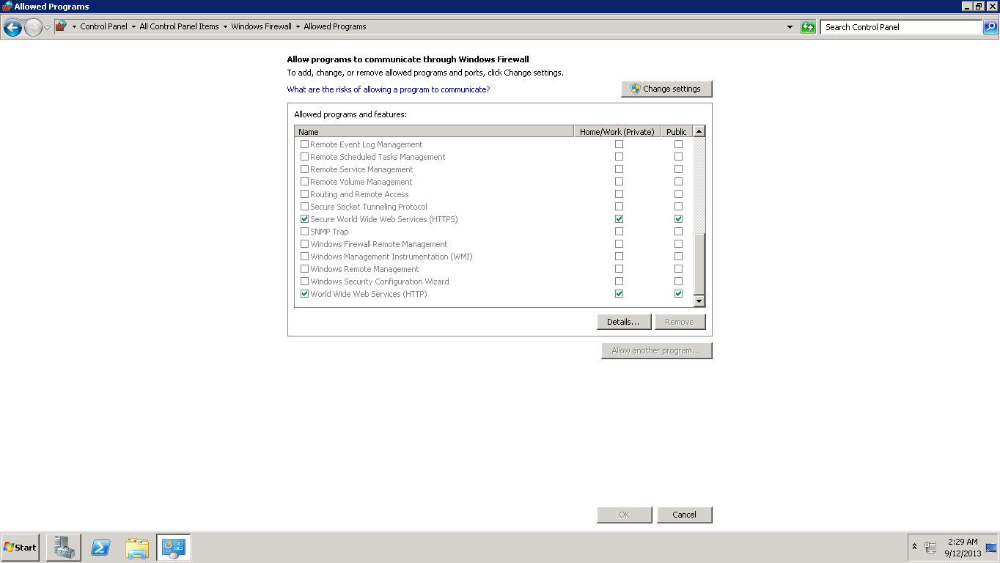 Allowed Programs
Control Panel All Control Panel Items Windows Firewall Allowed Programs Search Control Panel
Allow programs to communicate through Windows Firewall
To add, change, or remove allowed programs and ports, click Change settings.
What are the risks of allowing a program to communicate? Change settings
Allowed programs and features:
Name Home/Work (Private) Public
Remote Event Log Management
Remote Scheduled Tasks Management
Remote Service Management
Remote Volume Management
Routing and Remote Access
Secure Socket Tunneling Protocol
Secure World Wide Web Services (HTTPS)
SNMP Trap
Windows Firewall Remote Management
Windows Management Instrumentation (WMI)
Windows Remote Management
Windows Security Configuration Wizard
World Wide Web Services (HTTP)
Details... Remove
Allow another program...
OK Cancel
Start 2:29 AM
9/12/2013